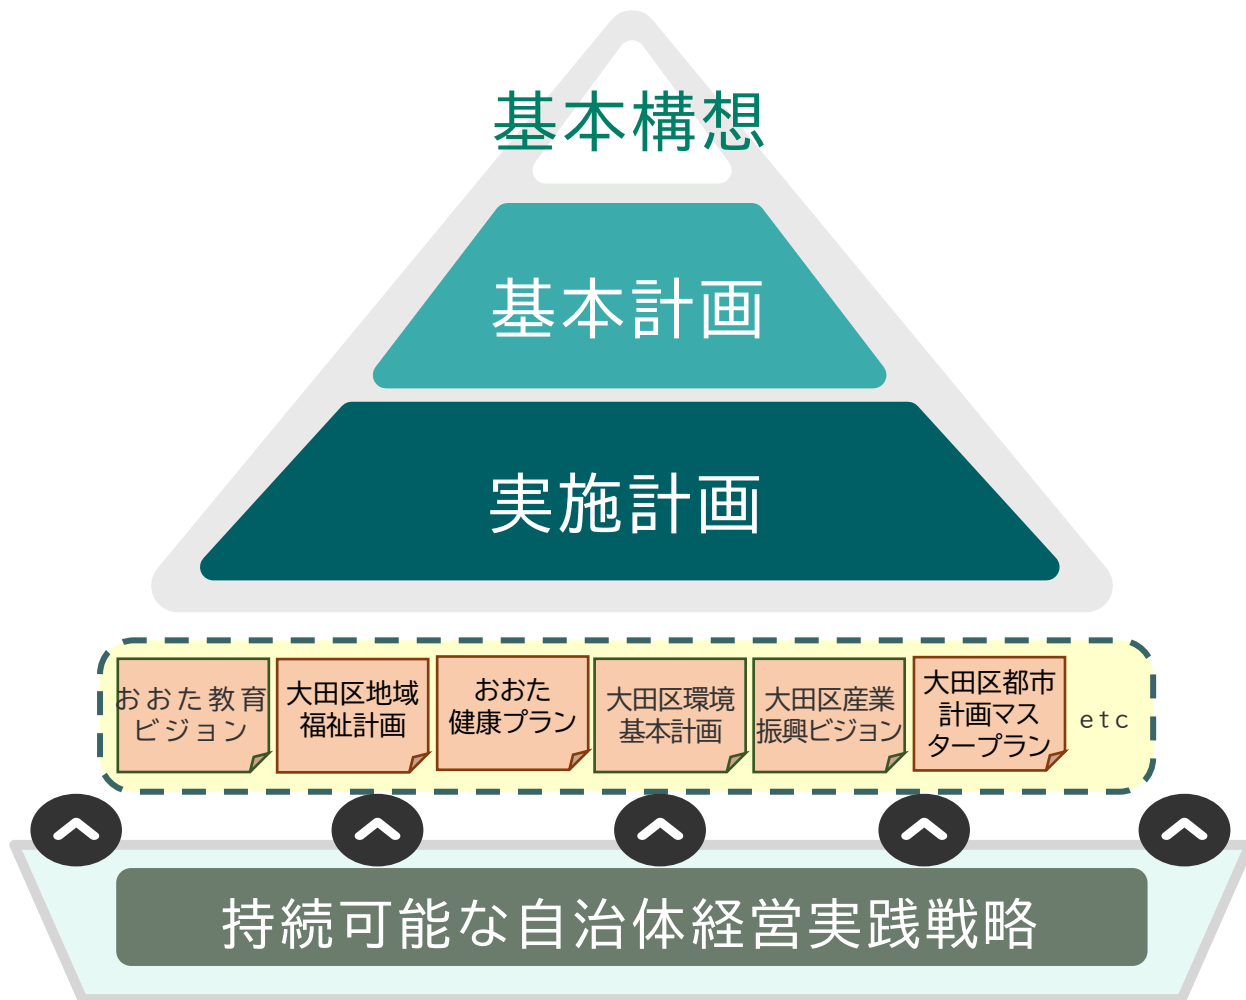 基本構想
基本計画
実施計画
おおた教育
ビジョン
大田区地域
福祉計画
おおた
健康プラン
大田区環境
基本計画
大田区産業
振興ビジョン
大田区都市
計画マス
タープラン
etc
持続可能な自治体経営実践戦略